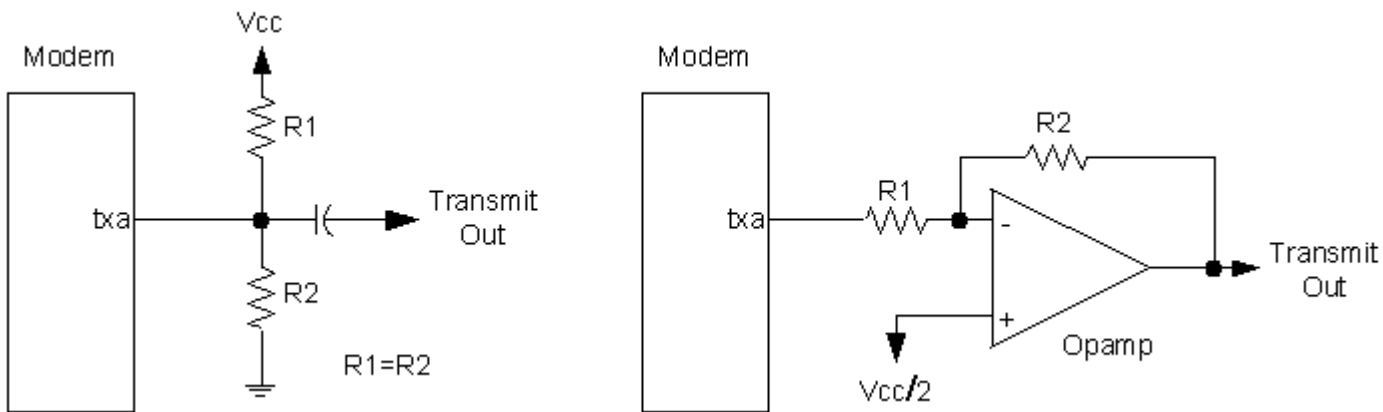 Vcc
Modem
R1
txa
Transmit
Out
R2
R1=R2
Modem
R2
R1
txa
-
+
Transmit
Out
Opamp
Vcc/2